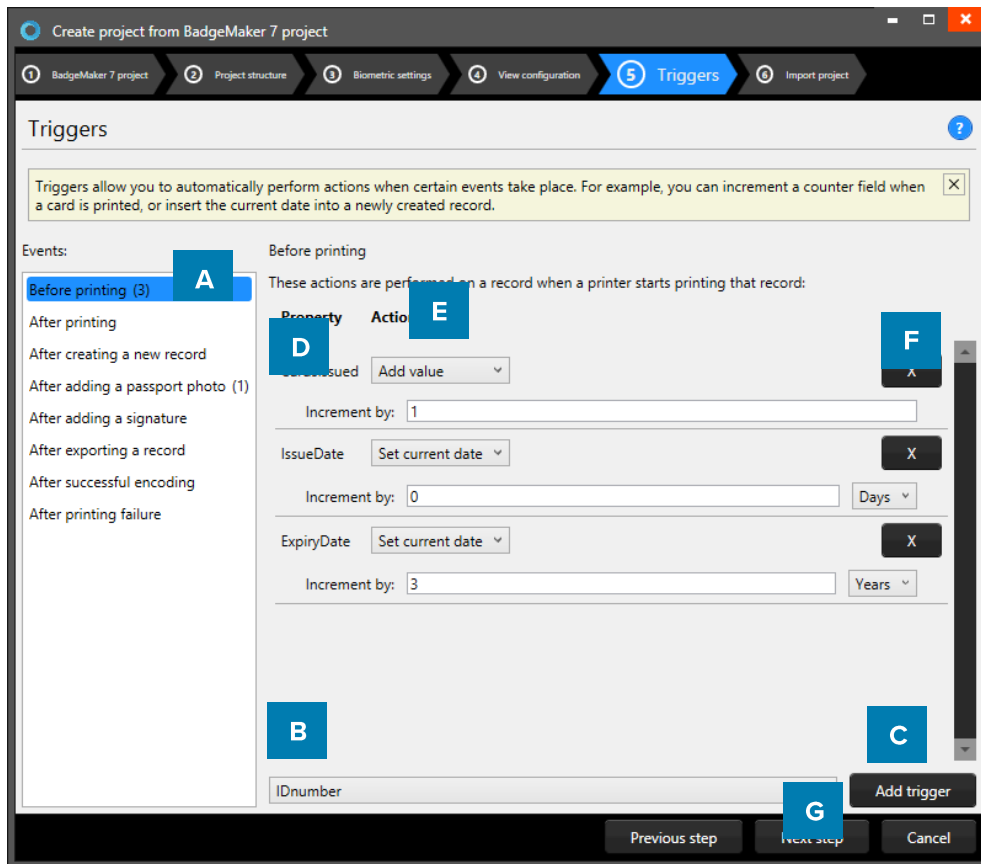 Create project from BadgeMaker 7 project
1 BadgeMaker 7 project 2 Project structure 3 Biometric settings 4 View configuration 5 Triggers 6 Import project
Triggers
?
Triggers allow you to automatically perform actions when certain events take place. For example, you can increment a counter field when
a card is printed, or insert the current date into a newly created record.
Events:
Before printing (3)
After printing
After creating a new record
After adding a passport photo (1)
After adding a signature
After exporting a record
After successful encoding
After printing failure
A
Before printing
These actions are performed on a record when a printer starts printing that record:
Property Action
E
D
F
Issued Add value X
Increment by: 1
IssueDate Set current date X
Increment by: 0 Days
ExpiryDate Set current date X
Increment by: 3 Years
B
C
IDnumber Add trigger
G
Previous step Next step Cancel